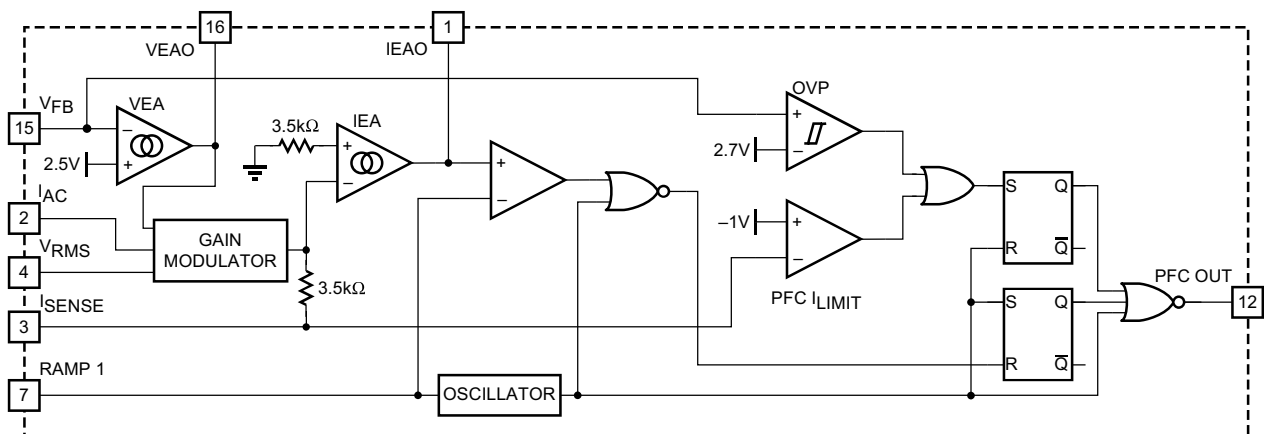 16
1
VEAO
IEAO
VFB
15
VEA
2.5V
–
+
3.5kΩ
IEA
+
–
+
–
OVP
+
2.7V
–
IAC
2
VRMS
4
GAIN
MODULATOR
3.5kΩ
ISENSE
3
–1V
+
–
PFC ILIMIT
S
Q
R
Q
PFC OUT
12
S
Q
R
Q
RAMP 1
7
OSCILLATOR